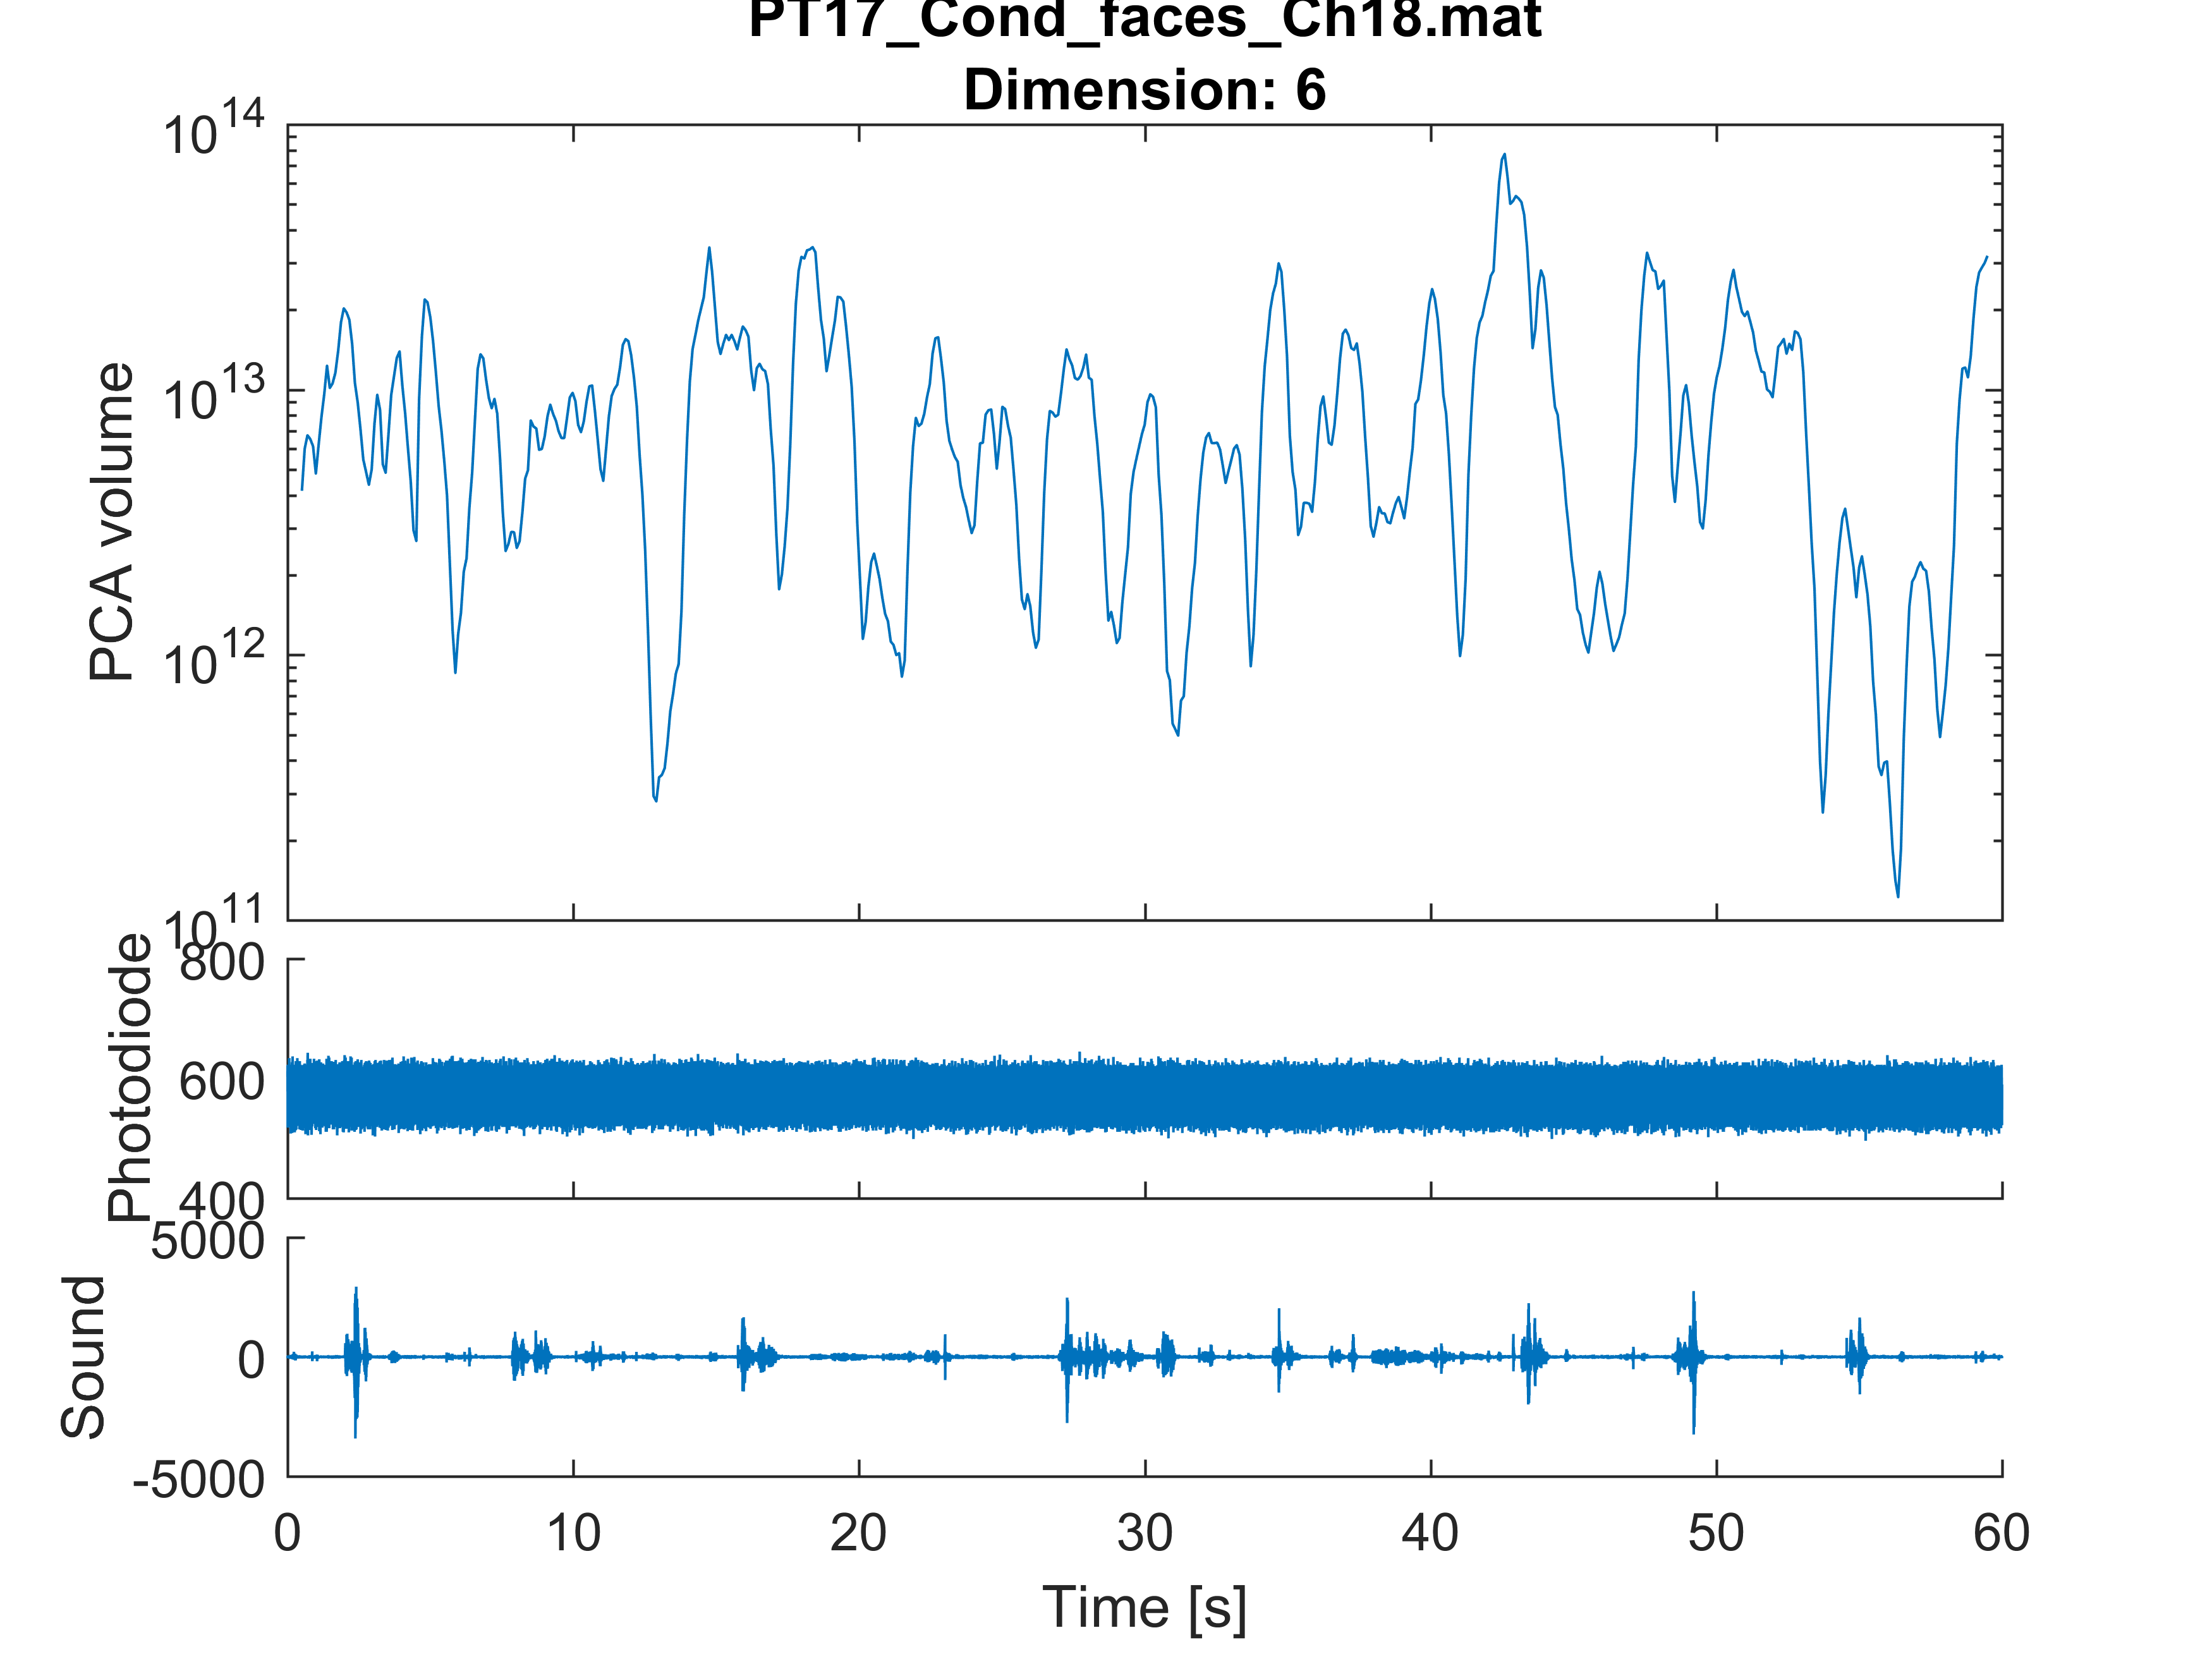 PT17_Cond_faces_Ch18.mat
Dimension: 6
10^14
10^13
10^12
10^11
PCA volume
800
600
400
Photodiode
5000
0
-5000
Sound
0 10 20 30 40 50 60
Time [s]